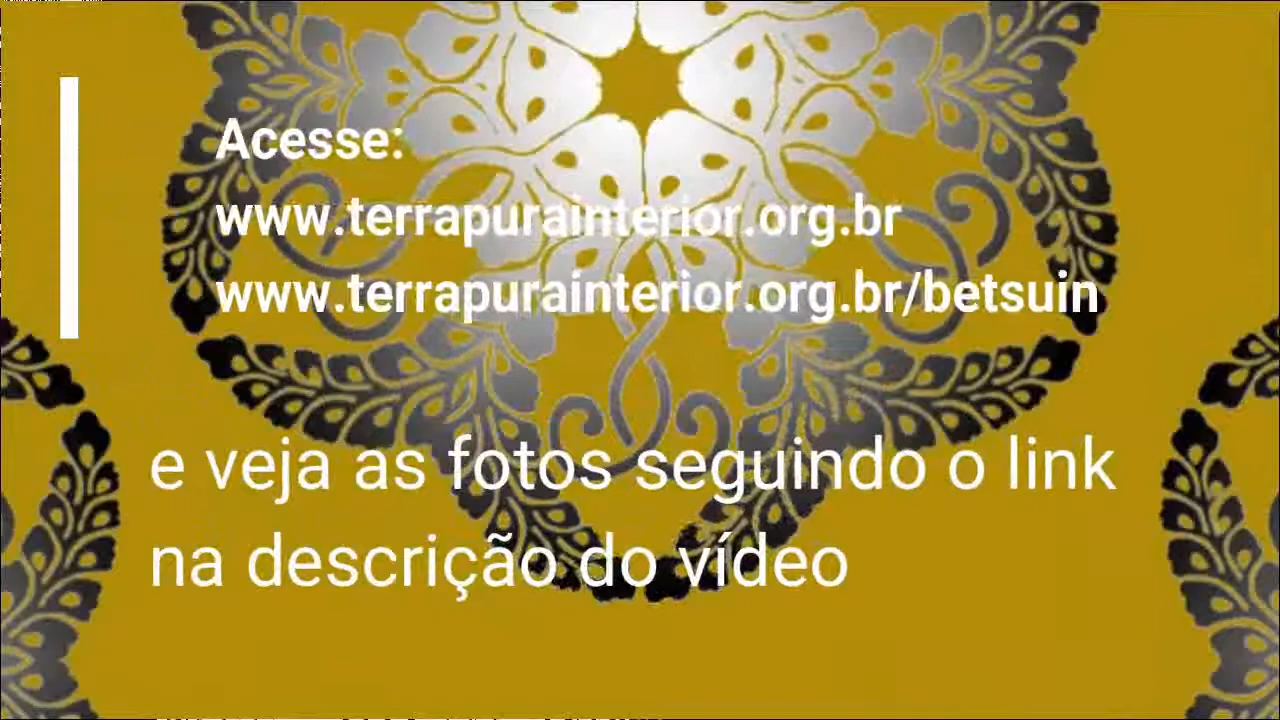 Acesse:
www.terrapurainterior.org.br
www.terrapurainterior.org.br/betsuin
e veja as fotos seguindo o link
na descrição do vídeo